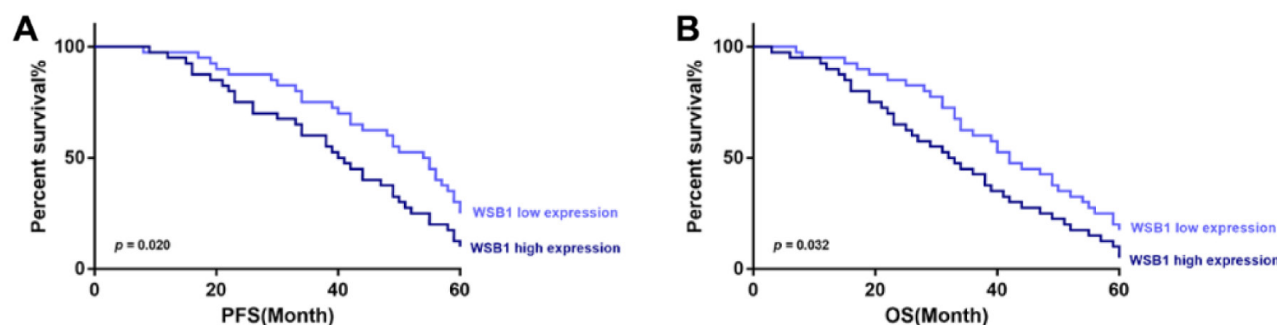 A
Percent survival%
100
50
0
p = 0.020
WSB1 low expression
WSB1 high expression
0 20 40 60
PFS(Month)
B
Percent survival%
100
50
0
p = 0.032
WSB1 low expression
WSB1 high expression
0 20 40 60
OS(Month)